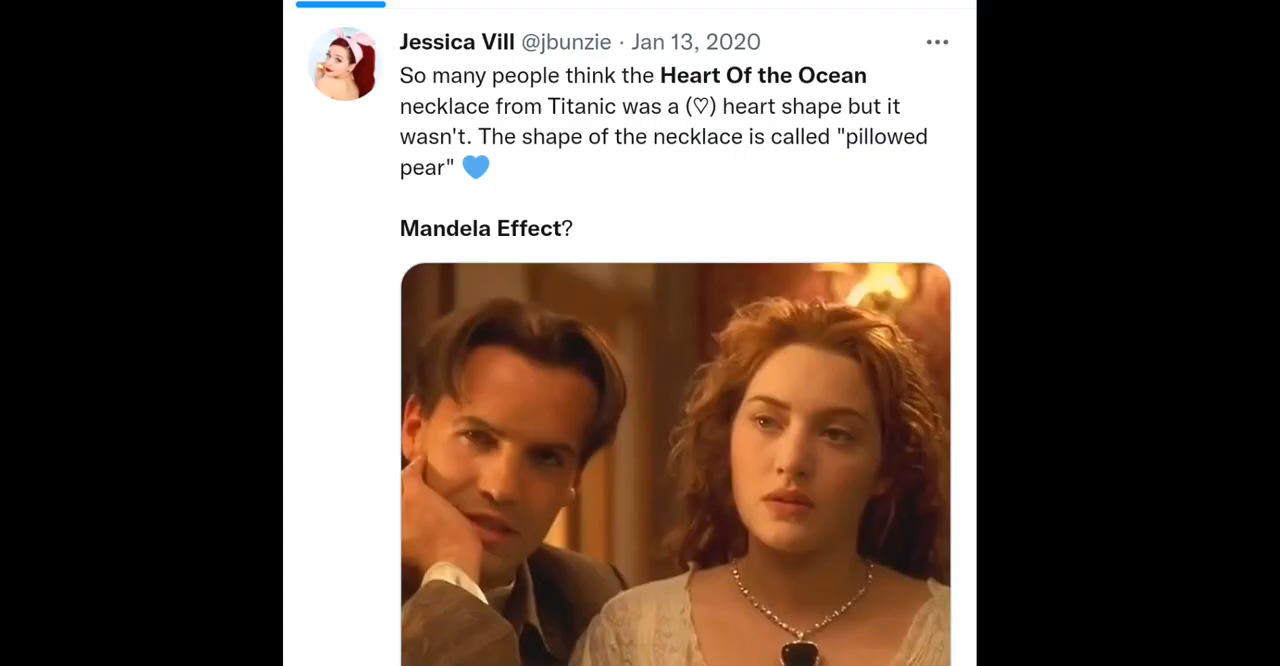 Jessica Vill @jbunzie · Jan 13, 2020
So many people think the Heart Of the Ocean
necklace from Titanic was a (♡) heart shape but it
wasn't. The shape of the necklace is called "pillowed
pear" 💙
Mandela Effect?